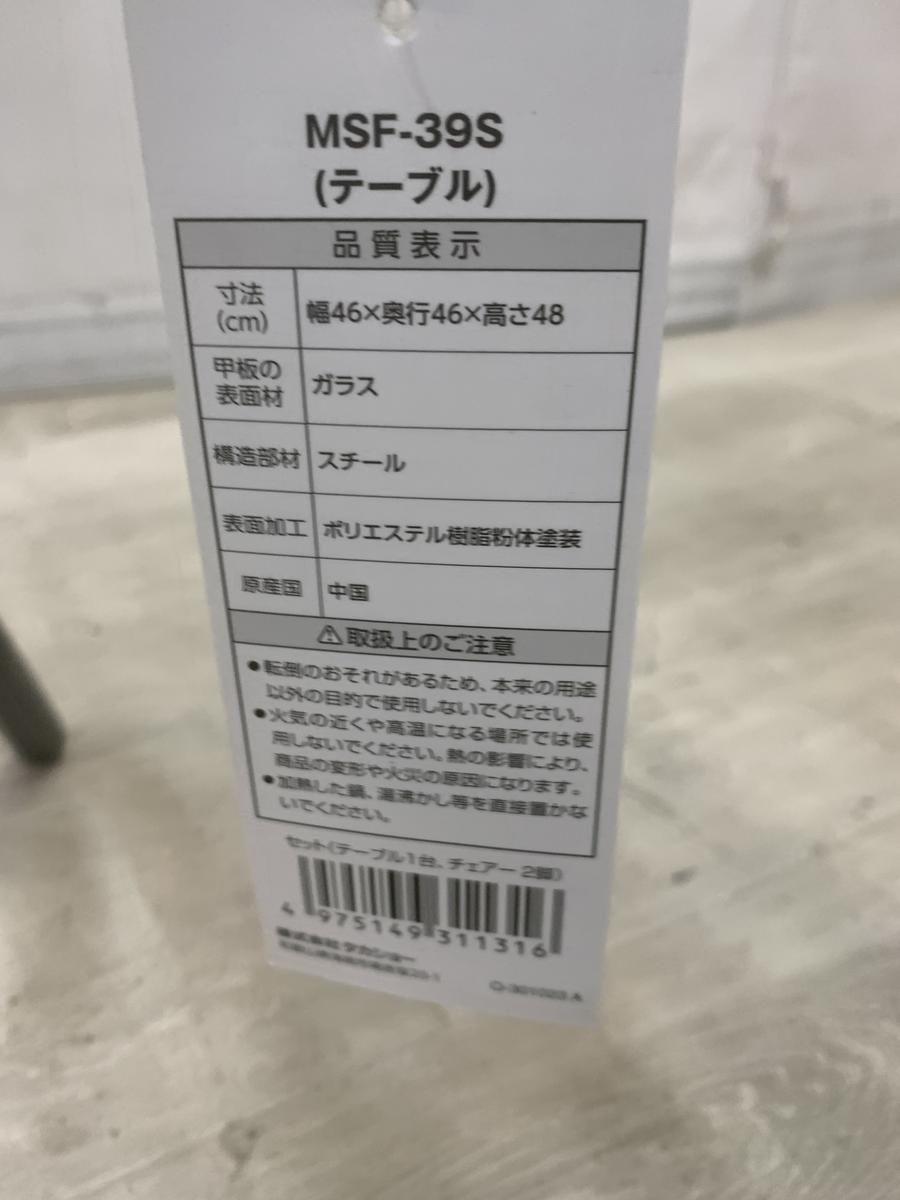 MSF-39S
(テーブル)
品質表示
寸法
(cm)
幅46×奥行46×高さ48
甲板の
表面材
ガラス
構造部材
スチール
表面加工
ポリエステル樹脂粉体塗装
原産国
中国
⚠取扱上のご注意
●転倒のおそれがあるため、本来の用途
以外の目的で使用しないでください。
●火気の近くや高温になる場所では使
用しないでください。熱の影響により、
商品の変形や火災の原因になります。
●加熱した鍋、湯沸かし等を直接置かな
いでください。
セット(テーブル1台、チェアー2脚)
4 975149 311316
株式会社タカショー